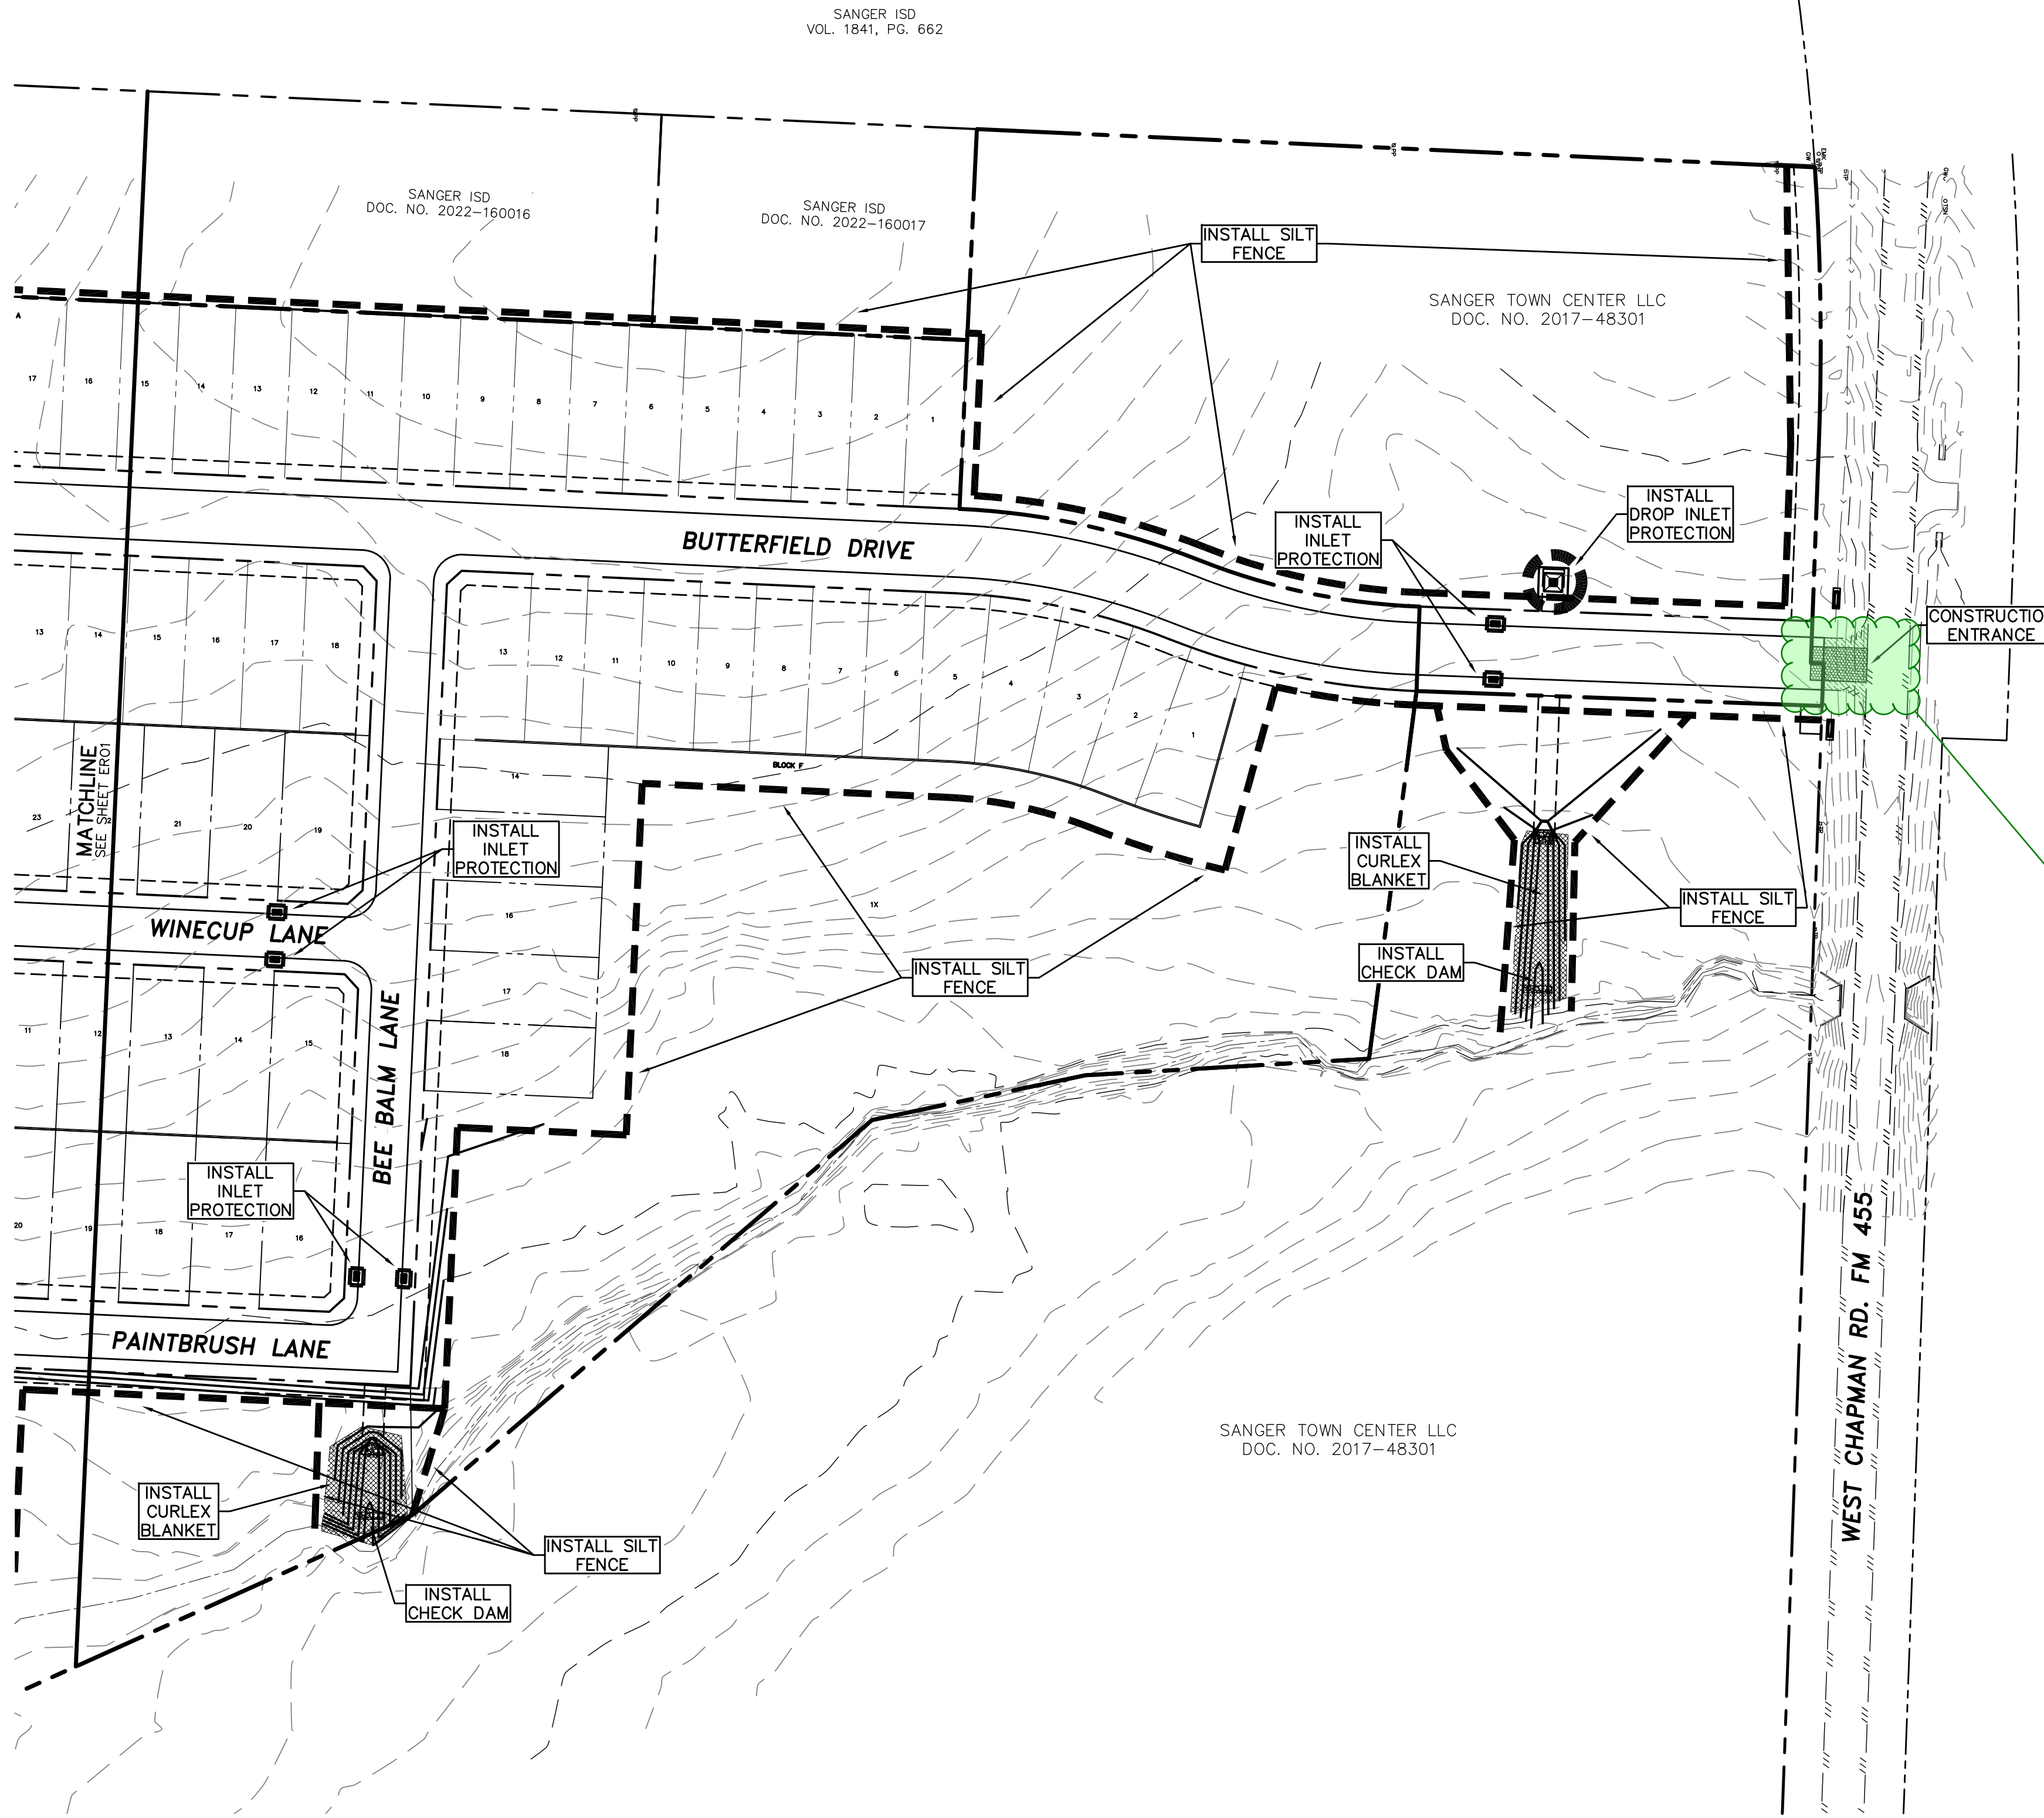 SANGER ISD
VOL. 1841, PG. 662
SANGER ISD
DOC. NO. 2022-160016
SANGER ISD
DOC. NO. 2022-160017
INSTALL SILT
FENCE
SANGER TOWN CENTER LLC
DOC. NO. 2017-48301
A
17
16
15
14
13
12
11
10
9
8
7
6
5
4
3
2
1
INSTALL
DROP INLET
PROTECTION
INSTALL
INLET
PROTECTION
BUTTERFIELD DRIVE
CONSTRUCTIO
ENTRANCE
13
14
15
16
17
18
13
12
11
10
9
8
7
6
5
4
3
2
1
BLOCK F
14
MATCHLINE
SEE SHEET ER01
23
21
20
19
INSTALL
INLET
PROTECTION
INSTALL
CURLEX
BLANKET
1X
16
INSTALL SILT
FENCE
WINECUP LANE
INSTALL
CHECK DAM
INSTALL SILT
FENCE
17
18
11
12
13
14
15
BEE BALM LANE
INSTALL
INLET
PROTECTION
20
19
18
17
16
PAINTBRUSH LANE
WEST CHAPMAN RD. FM 455
SANGER TOWN CENTER LLC
DOC. NO. 2017-48301
INSTALL
CURLEX
BLANKET
INSTALL SILT
FENCE
INSTALL
CHECK DAM